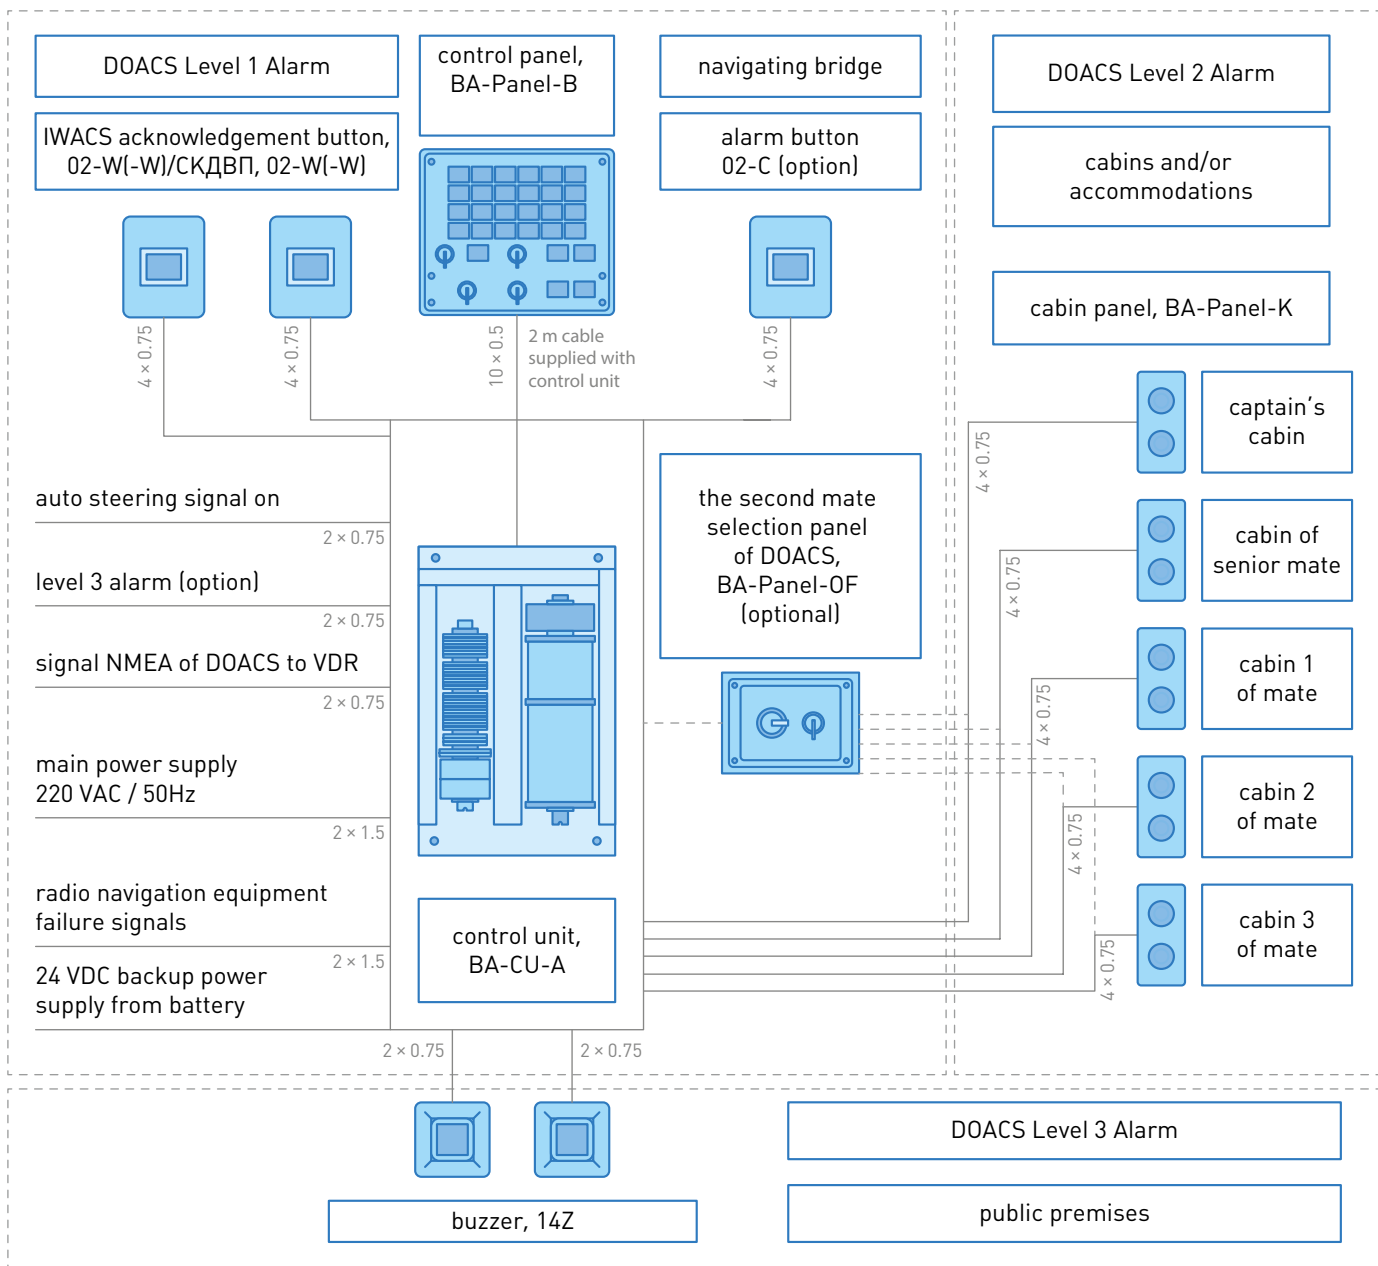 DOACS Level 1 Alarm
IWACS acknowledgement button,
02-W(-W)/СКДВП, 02-W(-W)
control panel,
BA-Panel-B
navigating bridge
alarm button
02-C (option)
4 × 0.75
4 × 0.75
10 × 0.5
2 m cable
supplied with
control unit
4 × 0.75
auto steering signal on
2 × 0.75
level 3 alarm (option)
2 × 0.75
signal NMEA of DOACS to VDR
2 × 0.75
main power supply
220 VAC / 50Hz
2 × 1.5
radio navigation equipment
failure signals
2 × 1.5
24 VDC backup power
supply from battery
control unit,
BA-CU-A
the second mate
selection panel
of DOACS,
BA-Panel-OF
(optional)
2 × 0.75
2 × 0.75
DOACS Level 2 Alarm
cabins and/or
accommodations
cabin panel, BA-Panel-K
4 × 0.75
captain’s
cabin
4 × 0.75
cabin of
senior mate
4 × 0.75
cabin 1
of mate
4 × 0.75
cabin 2
of mate
4 × 0.75
cabin 3
of mate
buzzer, 14Z
DOACS Level 3 Alarm
public premises